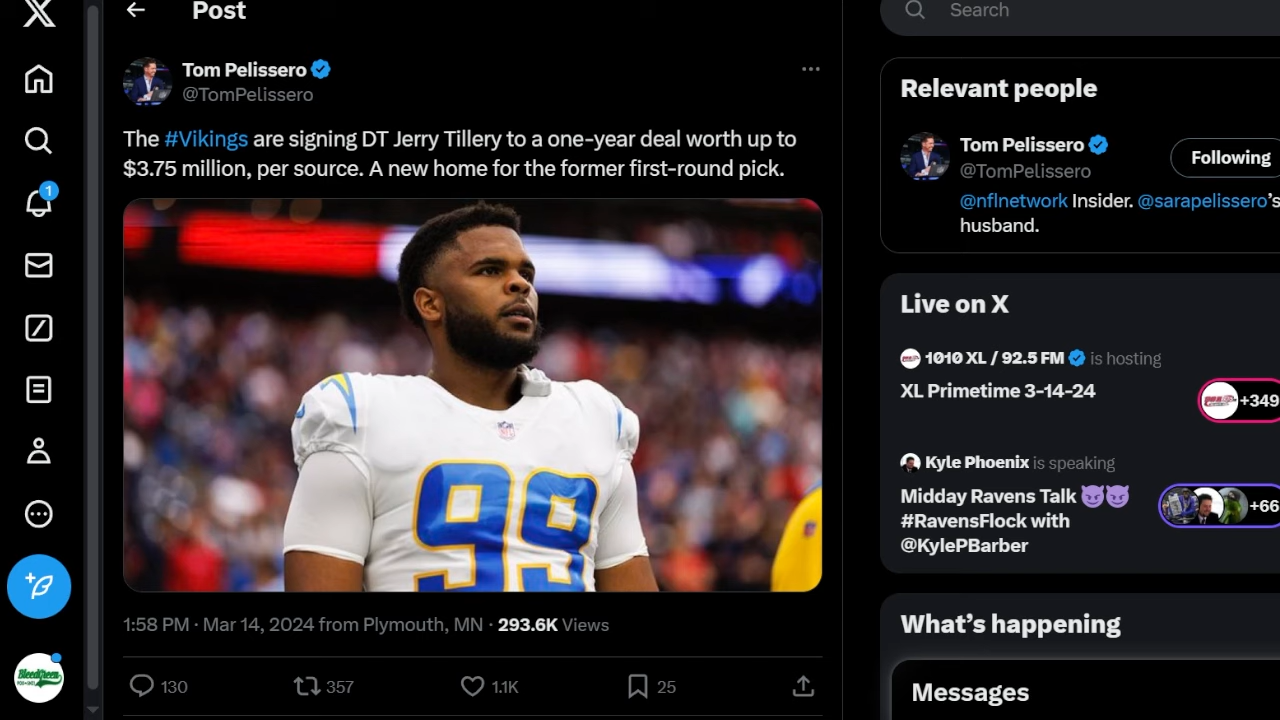 Post
Search
Tom Pelissero
@TomPelissero
The #Vikings are signing DT Jerry Tillery to a one-year deal worth up to
$3.75 million, per source. A new home for the former first-round pick.
99
1:58 PM · Mar 14, 2024 from Plymouth, MN · 293.6K Views
130
357
1.1K
25
1
Relevant people
Tom Pelissero
@TomPelissero
Following
@nflnetwork Insider. @sarapelissero's
husband.
Live on X
1010 XL / 92.5 FM is hosting
XL Primetime 3-14-24
+349
Kyle Phoenix is speaking
Midday Ravens Talk 😈😈
#RavensFlock with
@KylePBarber
+66
What's happening
Messages